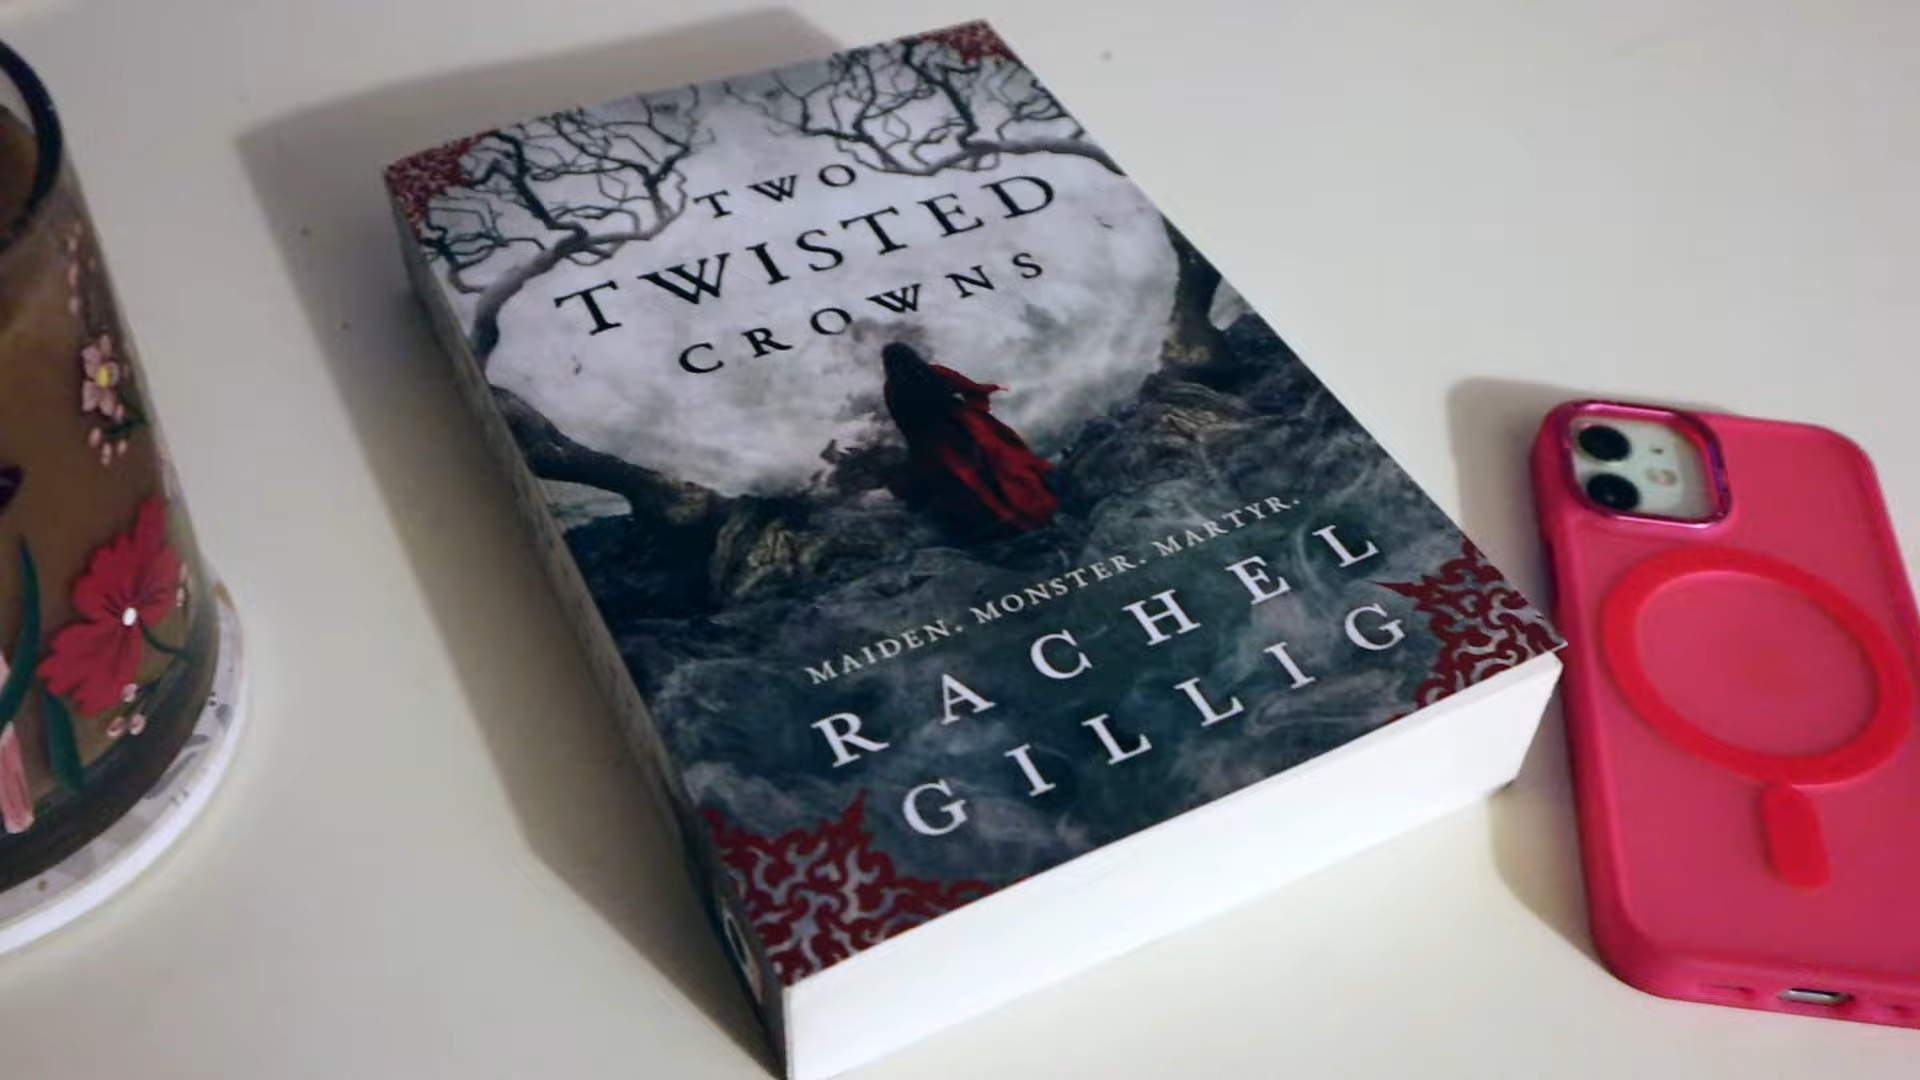 TWO
TWISTED
CROWNS
MAIDEN. MONSTER. MARTYR.
RACHEL
GILLIG